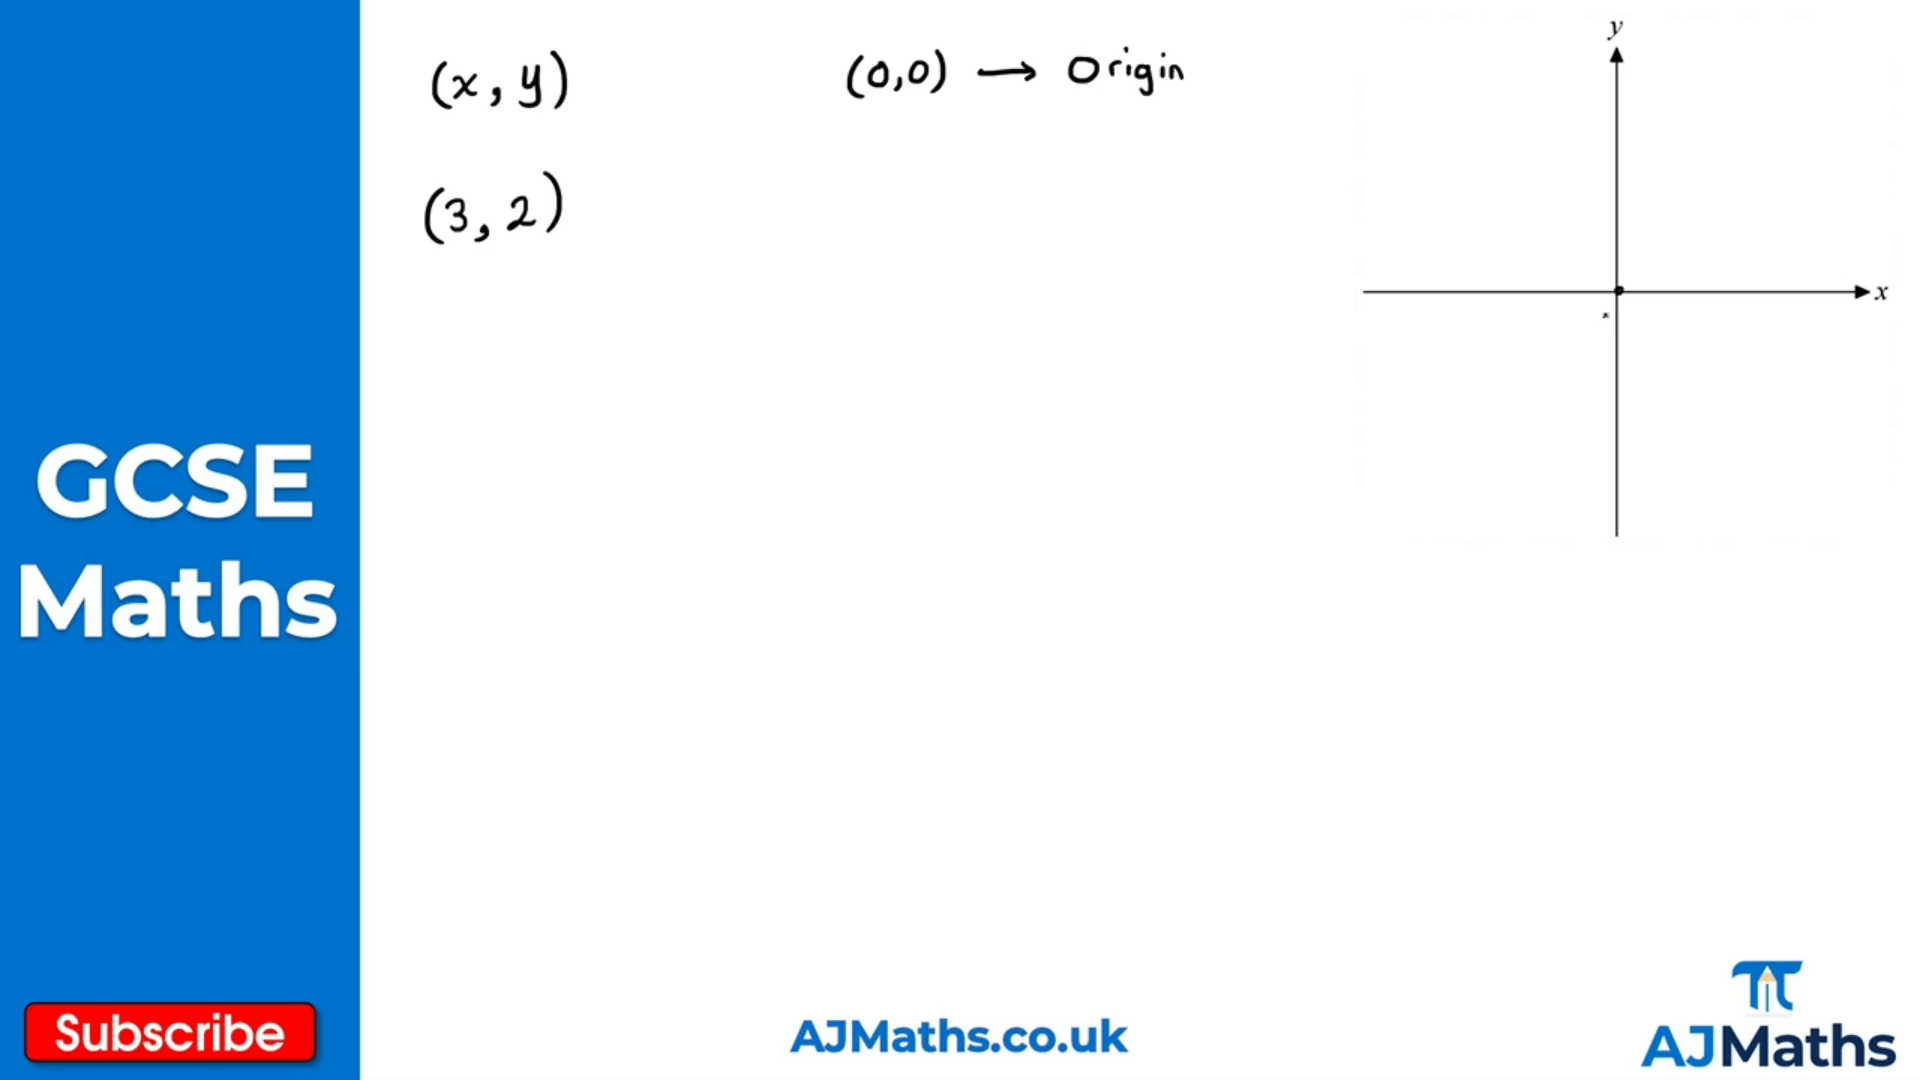 (x, y)
(0,0) → Origin
(3, 2)
y
x
GCSE
Maths
Subscribe
AJMaths.co.uk
AJMaths